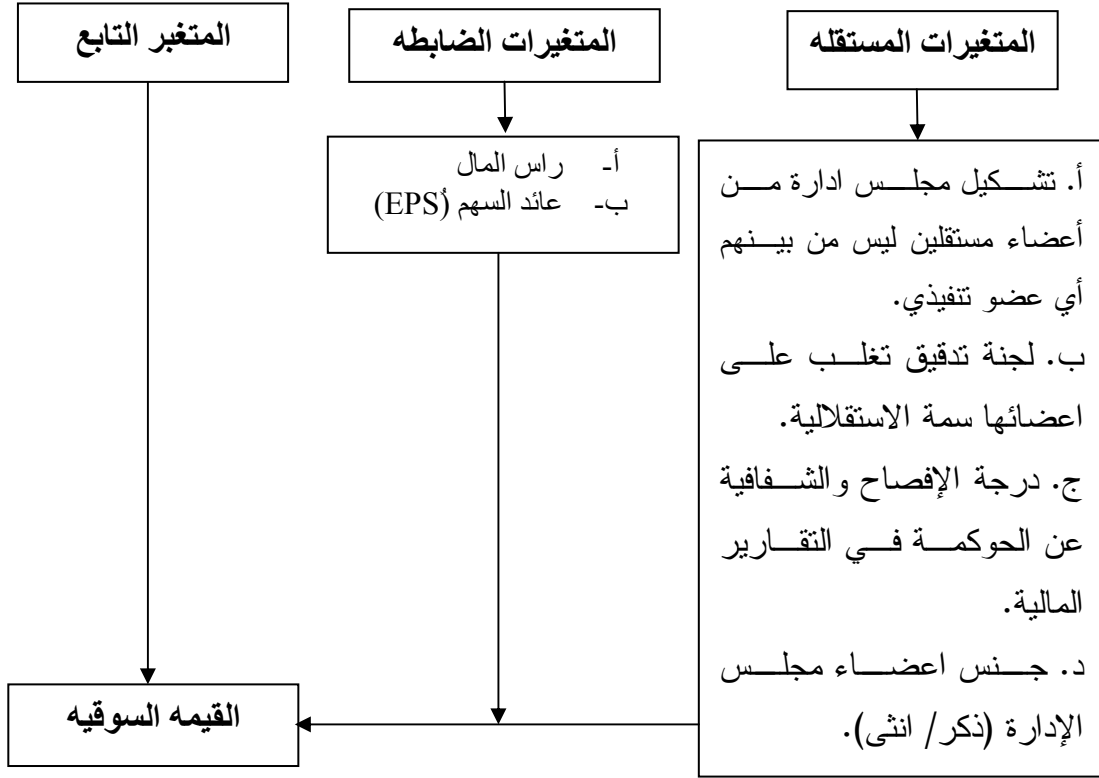 المتغيرات المستقله
المتغيرات الضابطه
المتغبر التابع
أ. تشكيل مجلس ادارة من
أعضاء مستقلين ليس من بينهم
أي عضو تنفيذي.
ب. لجنة تدقيق تغلب على
اعضائها سمة الاستقلالية.
ج. درجة الإفصاح والشفافية
عن الحوكمة في التقارير
المالية.
د. جنس اعضاء مجلس
الإدارة (ذكر/ انثى).
أ- راس المال
ب- عائد السهم (EPS)
القيمه السوقيه